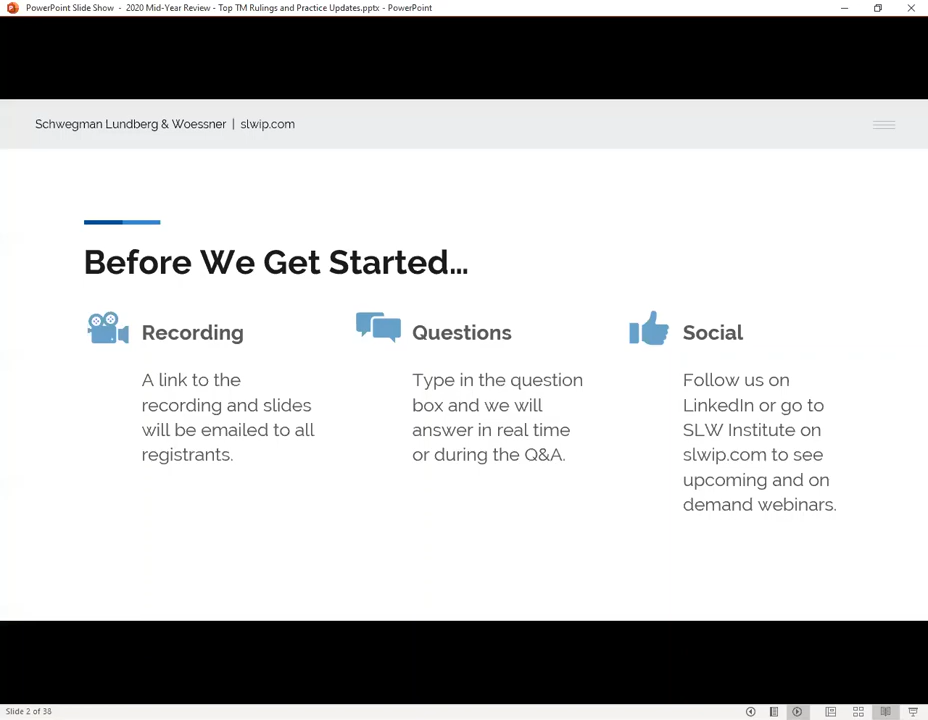 PowerPoint Slide Show - 2020 Mid-Year Review - Top TM Rulings and Practice Updates.pptx - PowerPoint
Schwegman Lundberg & Woessner | slwip.com
Before We Get Started...
Recording
A link to the
recording and slides
will be emailed to all
registrants.
Questions
Type in the question
box and we will
answer in real time
or during the Q&A.
Social
Follow us on
LinkedIn or go to
SLW Institute on
slwip.com to see
upcoming and on
demand webinars.
Slide 2 of 38